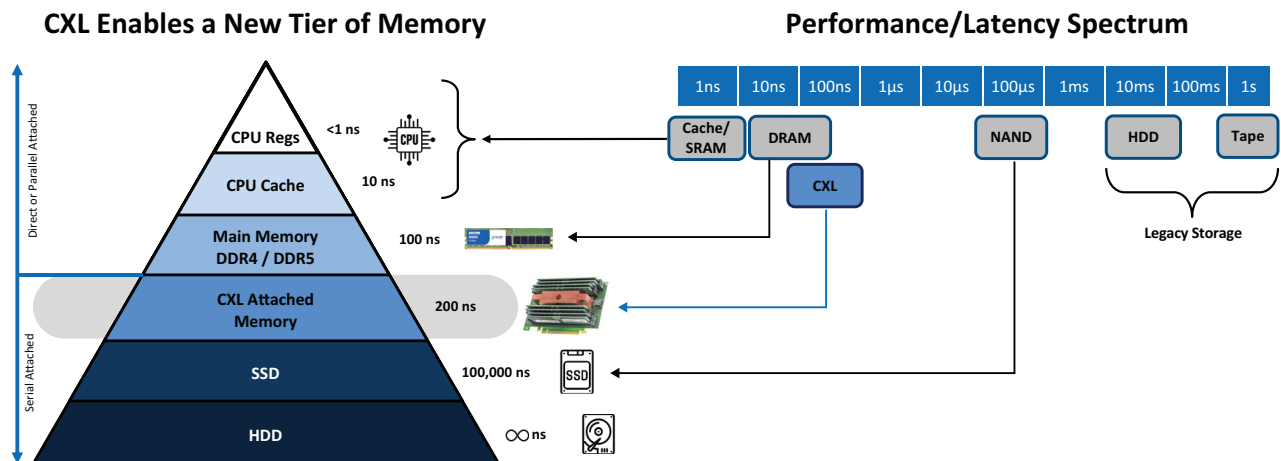 CXL Enables a New Tier of Memory
Performance/Latency Spectrum
Direct or Parallel Attached
Serial Attached
CPU Regs
<1 ns
CPU
CPU Cache
10 ns
Main Memory
DDR4 / DDR5
100 ns
CXL Attached
Memory
200 ns
SSD
100,000 ns
SSD
HDD
∞ ns
1ns
10ns
100ns
1µs
10µs
100µs
1ms
10ms
100ms
1s
Cache/
SRAM
DRAM
CXL
NAND
HDD
Tape
Legacy Storage